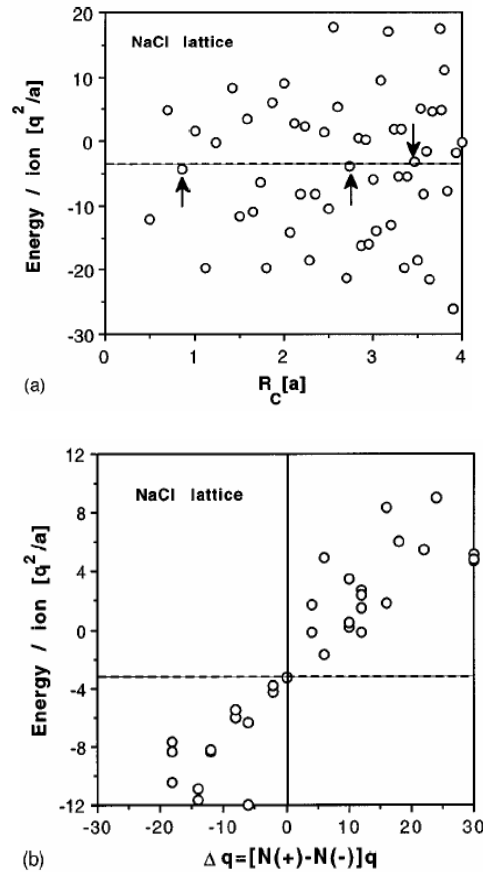 20
10
0
-10
-20
-30
Energy / ion [q²/a]
NaCl lattice
0 1 2 3 4
R_C[a]
(a)
12
8
4
0
-4
-8
-12
Energy / ion [q²/a]
NaCl lattice
-30 -20 -10 0 10 20 30
Δq=[N(+)-N(-)]q
(b)